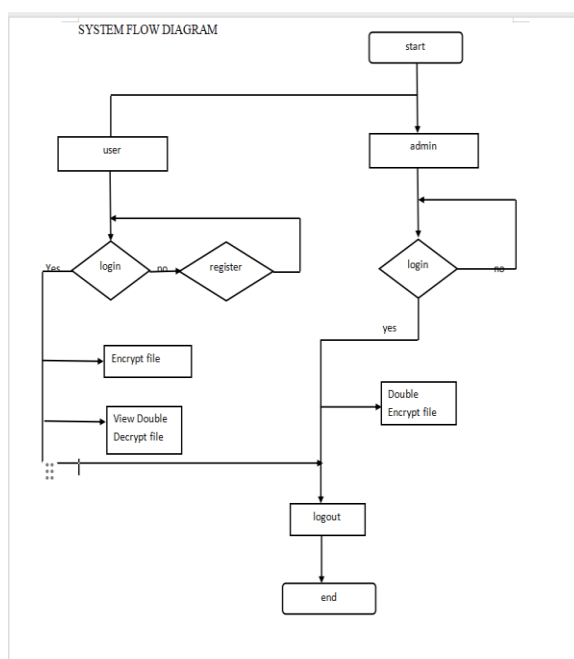 SYSTEM FLOW DIAGRAM
start
user
admin
login
no
register
login
no
Yes
yes
Encrypt file
Double
Encrypt file
View Double
Decrypt file
logout
end